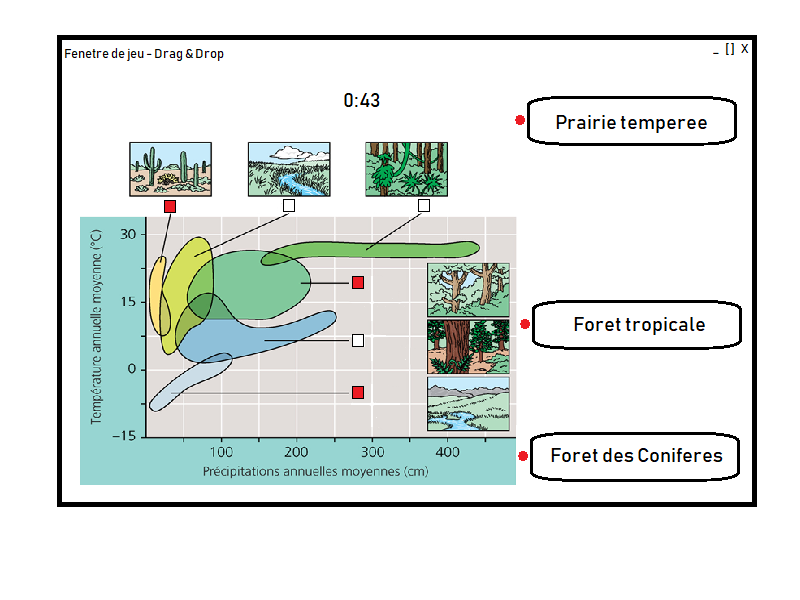 Fenetre de jeu - Drag & Drop
_ [ ] X
0:43
Prairie temperee
Foret tropicale
Foret des Coniferes
Température annuelle moyenne (°C)
30
15
0
–15
100 200 300 400
Précipitations annuelles moyennes (cm)